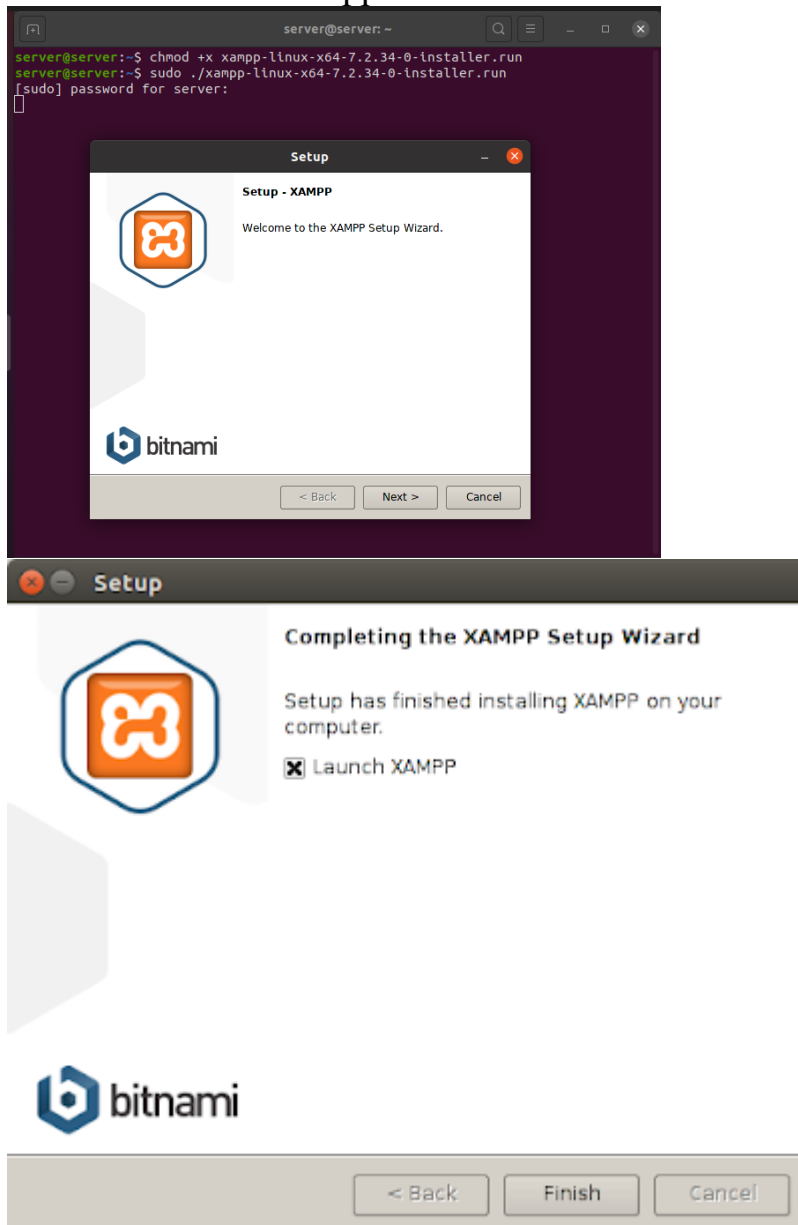 server@server: ~
server@server:~$ chmod +x xampp-linux-x64-7.2.34-0-installer.run
server@server:~$ sudo ./xampp-linux-x64-7.2.34-0-installer.run
[sudo] password for server:
Setup
Setup - XAMPP
Welcome to the XAMPP Setup Wizard.
bitnami
< Back Next > Cancel
Setup
Completing the XAMPP Setup Wizard
Setup has finished installing XAMPP on your
computer.
Launch XAMPP
bitnami
< Back Finish Cancel